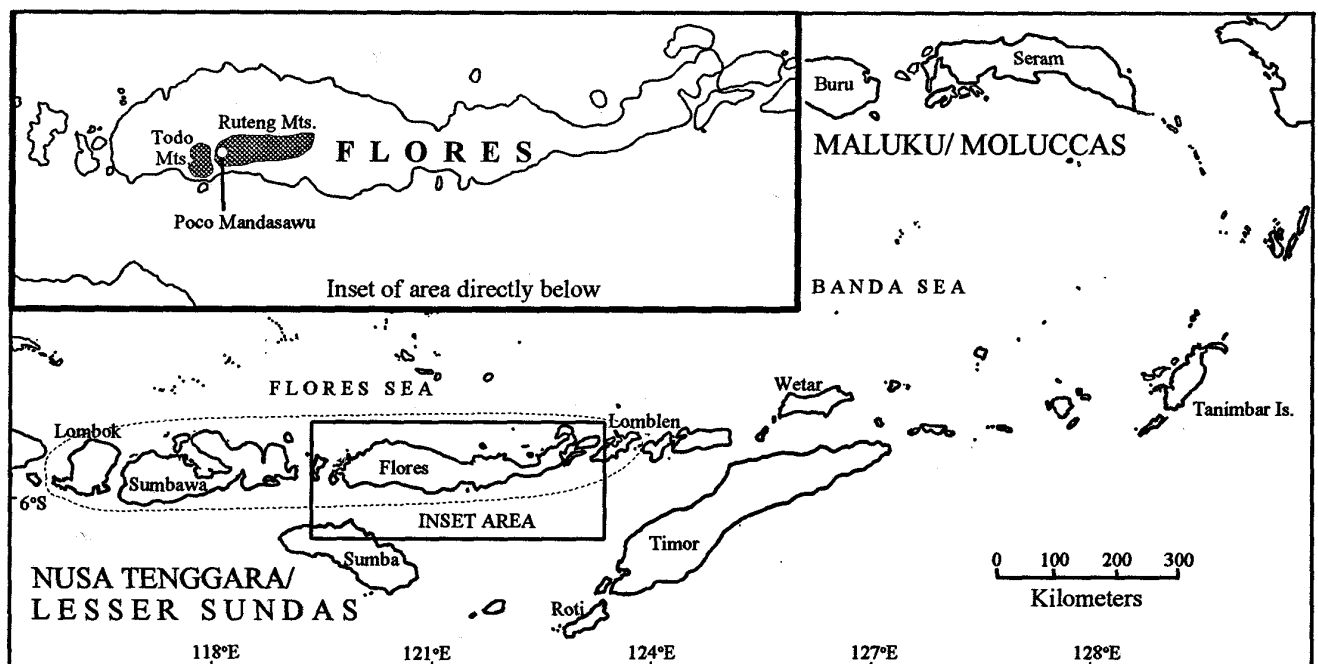 Todo
Mts.
Ruteng Mts.
FLORES
Poco Mandasawu
Inset of area directly below
Buru
Seram
MALUKU/ MOLUCCAS
BANDA SEA
FLORES SEA
Wetar
Lomblen
Tanimbar Is.
Lombok
Sumbawa
Flores
6°S
INSET AREA
Sumba
Timor
Roti
NUSA TENGGARA/
LESSER SUNDAS
0 100 200 300
Kilometers
118°E 121°E 124°E 127°E 128°E